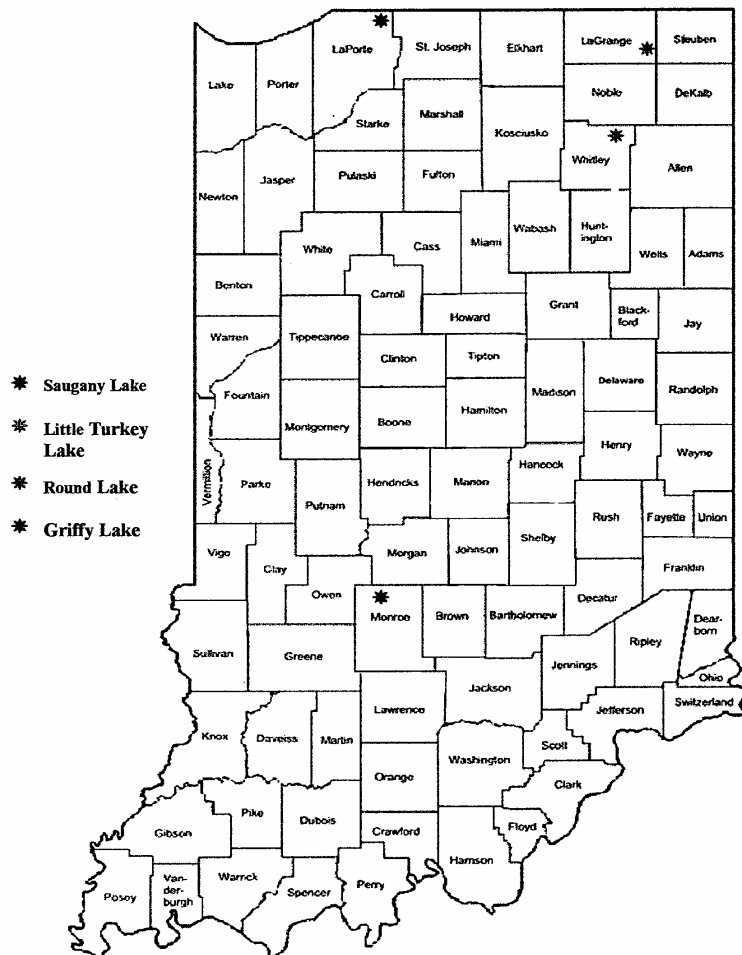 LaPorte
St. Joseph
Elkhart
LaGrange
Steuben
Lake
Porter
Noble
DeKalb
Starke
Marshall
Kosciusko
Whitley
Allen
Newton
Jasper
Pulaski
Fulton
White
Cass
Miami
Wabash
Hunt-
ington
Wells
Adams
Benton
Carroll
Howard
Grant
Black-
ford
Jay
Warren
Tippecanoe
Clinton
Tipton
Madison
Delaware
Randolph
Saugany Lake
Little Turkey
Lake
Round Lake
Griffy Lake
Fountain
Montgomery
Boone
Hamilton
Henry
Wayne
Vermillion
Parke
Putnam
Hendricks
Marion
Hancock
Rush
Fayette
Union
Vigo
Clay
Owen
Morgan
Johnson
Shelby
Franklin
Decatur
Monroe
Brown
Bartholomew
Dear-
born
Sullivan
Greene
Ripley
Jennings
Ohio
Jackson
Lawrence
Jefferson
Switzerland
Knox
Daveiss
Martin
Scott
Washington
Orange
Clark
Gibson
Pike
Dubois
Crawford
Floyd
Harrison
Posey
Van-
der-
burgh
Warrick
Spencer
Perry